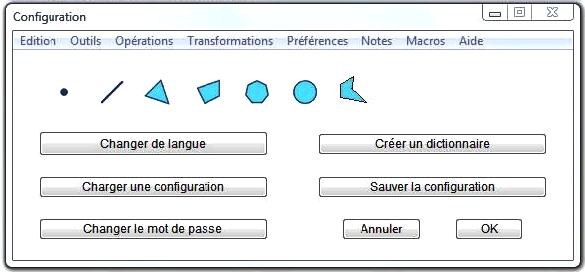 Configuration
Edition Outils Opérations Transformations Préférences Notes Macros Aide
Changer de langue Créer un dictionnaire
Charger une configuration Sauver la configuration
Changer le mot de passe Annuler OK